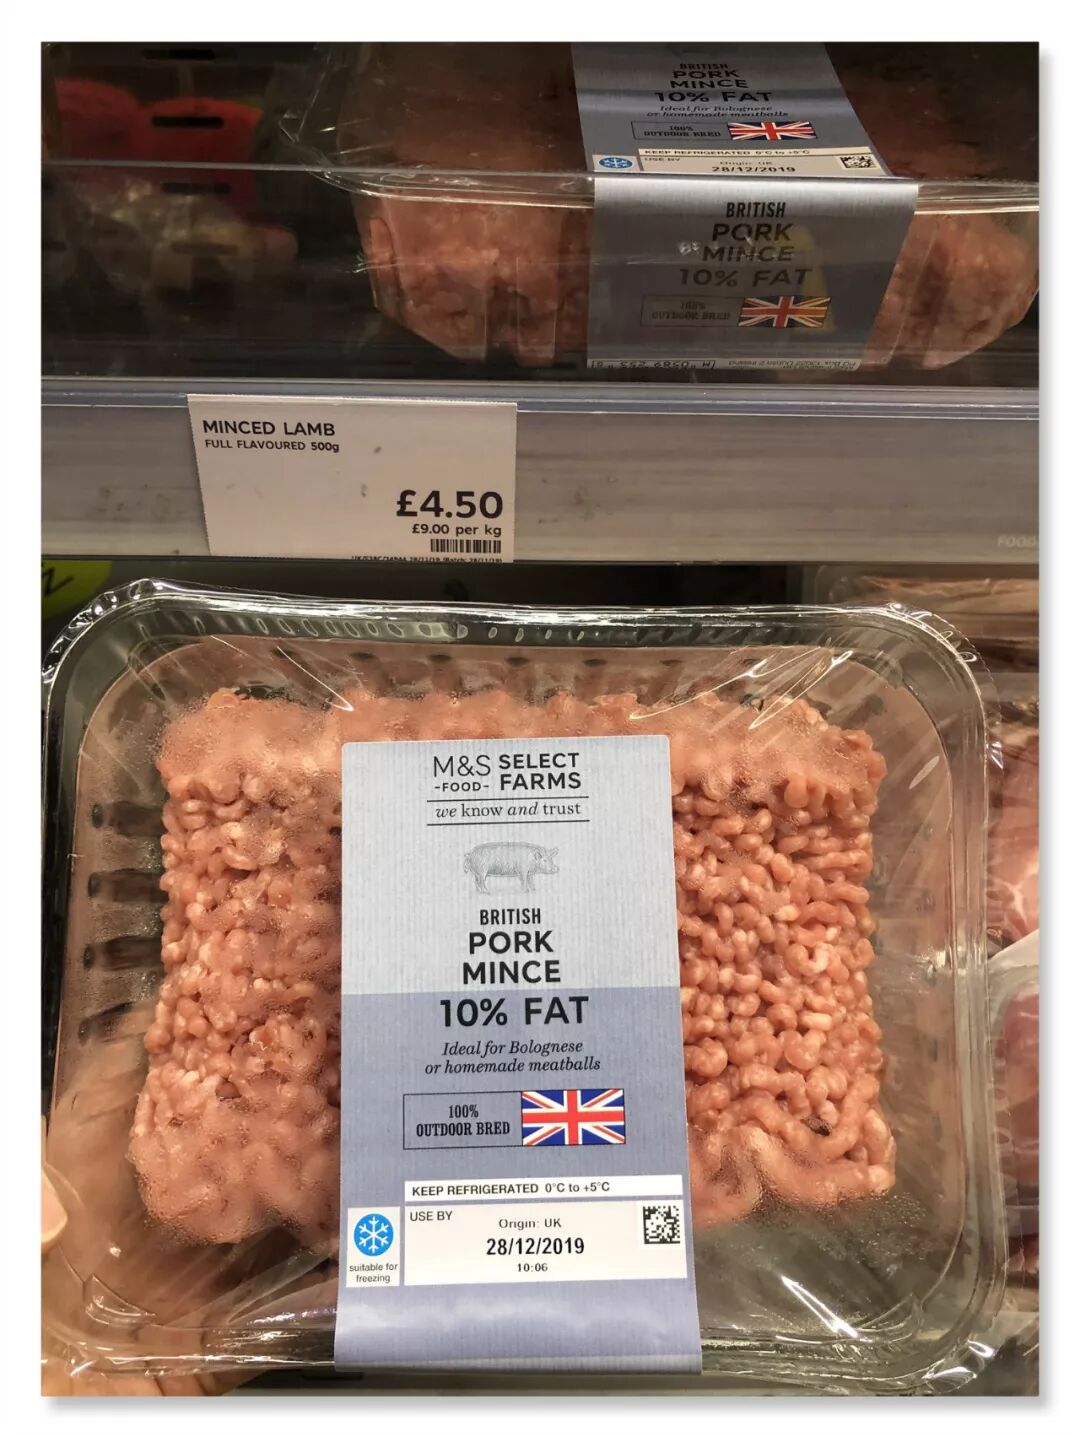 BRITISH
PORK
MINCE
10% FAT
Ideal for Bolognese
or homemade meatballs
100%
OUTDOOR BRED
KEEP REFRIGERATED 0°C to +5°C
USE BY
Origin: UK
28/12/2019
BRITISH
PORK
MINCE
10% FAT
100%
OUTDOOR BRED
MINCED LAMB
FULL FLAVOURED 500g
£4.50
£9.00 per kg
FOOD
M&S SELECT
-FOOD- FARMS
we know and trust
BRITISH
PORK
MINCE
10% FAT
Ideal for Bolognese
or homemade meatballs
100%
OUTDOOR BRED
KEEP REFRIGERATED 0°C to +5°C
USE BY
Origin: UK
28/12/2019
10:06
suitable for
freezing